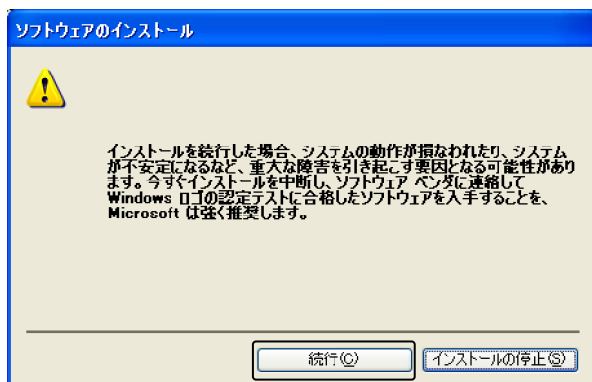 ソフトウェアのインストール
インストールを続行した場合、システムの動作が損なわれたり、システム
が不安定になるなど、重大な障害を引き起こす要因となる可能性があり
ます。今すぐインストールを中断し、ソフトウェア ベンダに連絡して
Windows ロゴの認定テストに合格したソフトウェアを入手することを、
Microsoft は強く推奨します。
続行(C) インストールの停止(S)